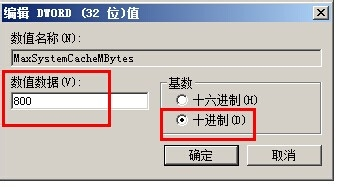 编辑 DWORD (32 位)值
数值名称(N):
MaxSystemCacheMBytes
数值数据(V):
800
基数
十六进制(H)
十进制(D)
确定
取消